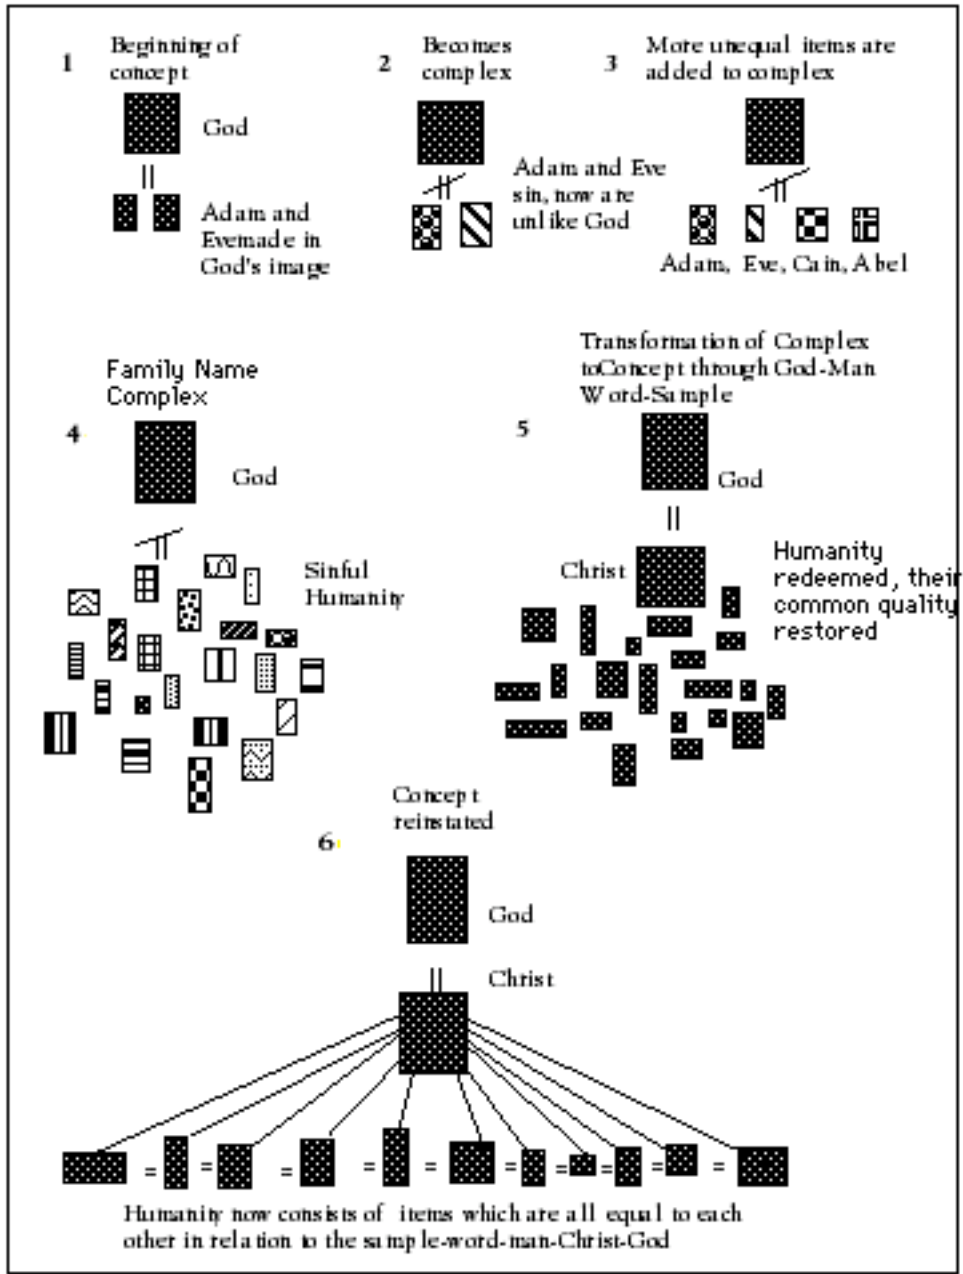 1
Beginning of
concept
God
Adam and
Evemade in
God's image
2
Becomes
complex
Adam and Eve
sin, now are
unlike God
3
More unequal items are
added to complex
Adam, Eve, Cain, Abel
Family Name
Complex
4
God
Sinful
Humanity
Transformation of Complex
toConcept through God-Man
Word-Sample
5
God
Christ
Humanity
redeemed, their
common quality
restored
Concept
reinstated
6
God
Christ
= = = = = = = = = =
Humanity now consists of items which are all equal to each
other in relation to the sample-word-man-Christ-God